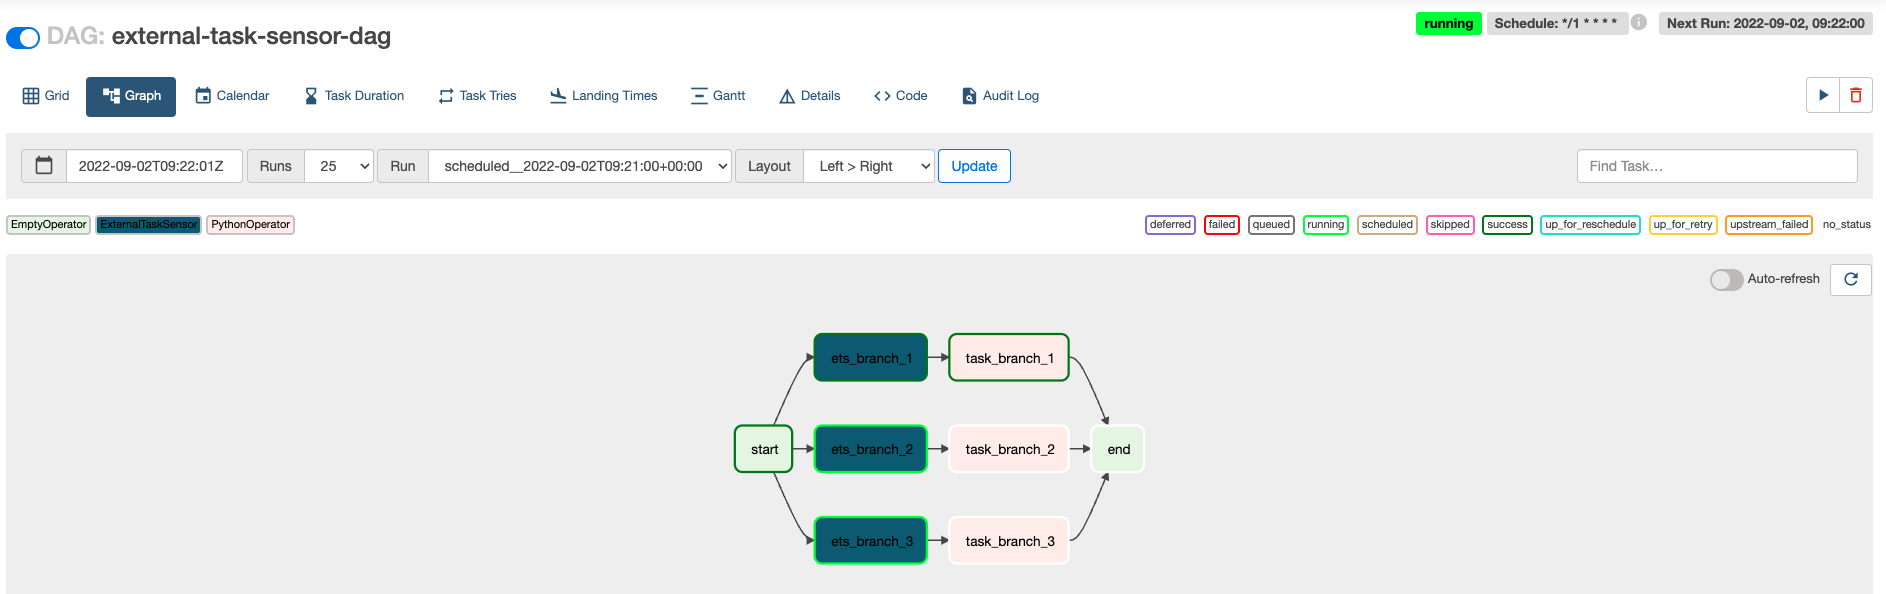 DAG: external-task-sensor-dag
running
Schedule: */1 * * * *
Next Run: 2022-09-02, 09:22:00
Grid
Graph
Calendar
Task Duration
Task Tries
Landing Times
Gantt
Details
Code
Audit Log
2022-09-02T09:22:01Z
Runs
25
Run
scheduled__2022-09-02T09:21:00+00:00
Layout
Left > Right
Update
Find Task...
EmptyOperator
ExternalTaskSensor
PythonOperator
deferred
failed
queued
running
scheduled
skipped
success
up_for_reschedule
up_for_retry
upstream_failed
no_status
Auto-refresh
ets_branch_1
task_branch_1
start
ets_branch_2
task_branch_2
end
ets_branch_3
task_branch_3